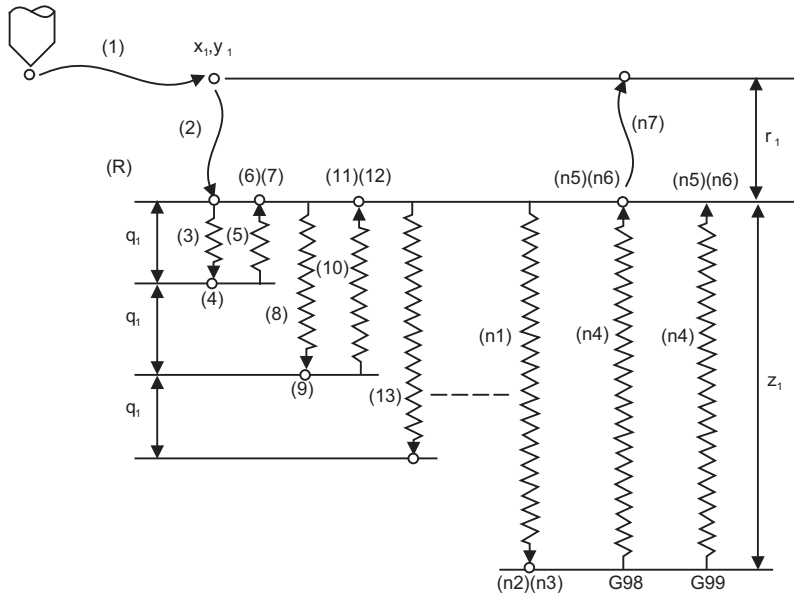 (1)
x₁,y₁
(2)
(n7)
r₁
(R)
(6)(7)
(11)(12)
(n5)(n6)
(n5)(n6)
q₁
(3)
(5)
(10)
(4)
(8)
(n1)
(n4)
(n4)
q₁
(9)
(13)
z₁
q₁
(n2)(n3)
G98
G99